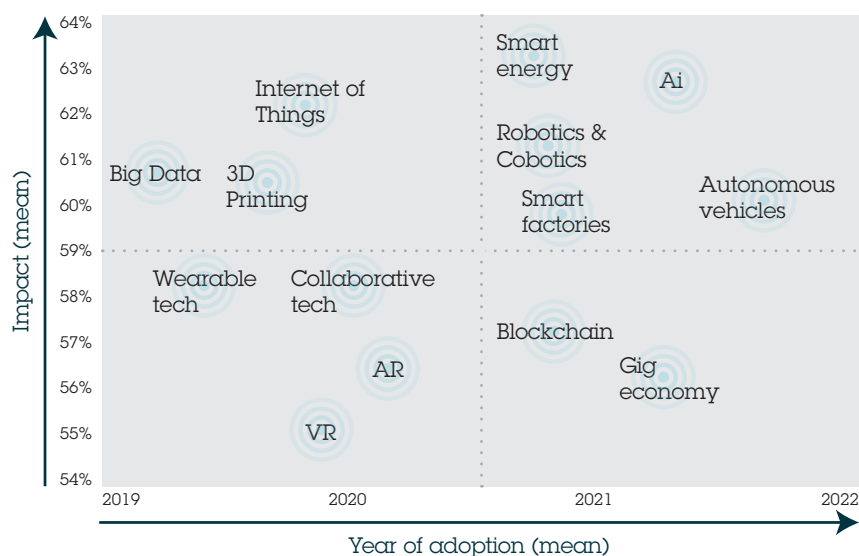 64%
63%
62%
61%
60%
59%
58%
57%
56%
55%
54%
Impact (mean)
Smart
energy
Ai
Internet of
Things
Robotics &
Cobotics
Big Data
3D
Printing
Autonomous
vehicles
Smart
factories
Wearable
tech
Collaborative
tech
Blockchain
AR
Gig
economy
VR
2019
2020
2021
2022
Year of adoption (mean)